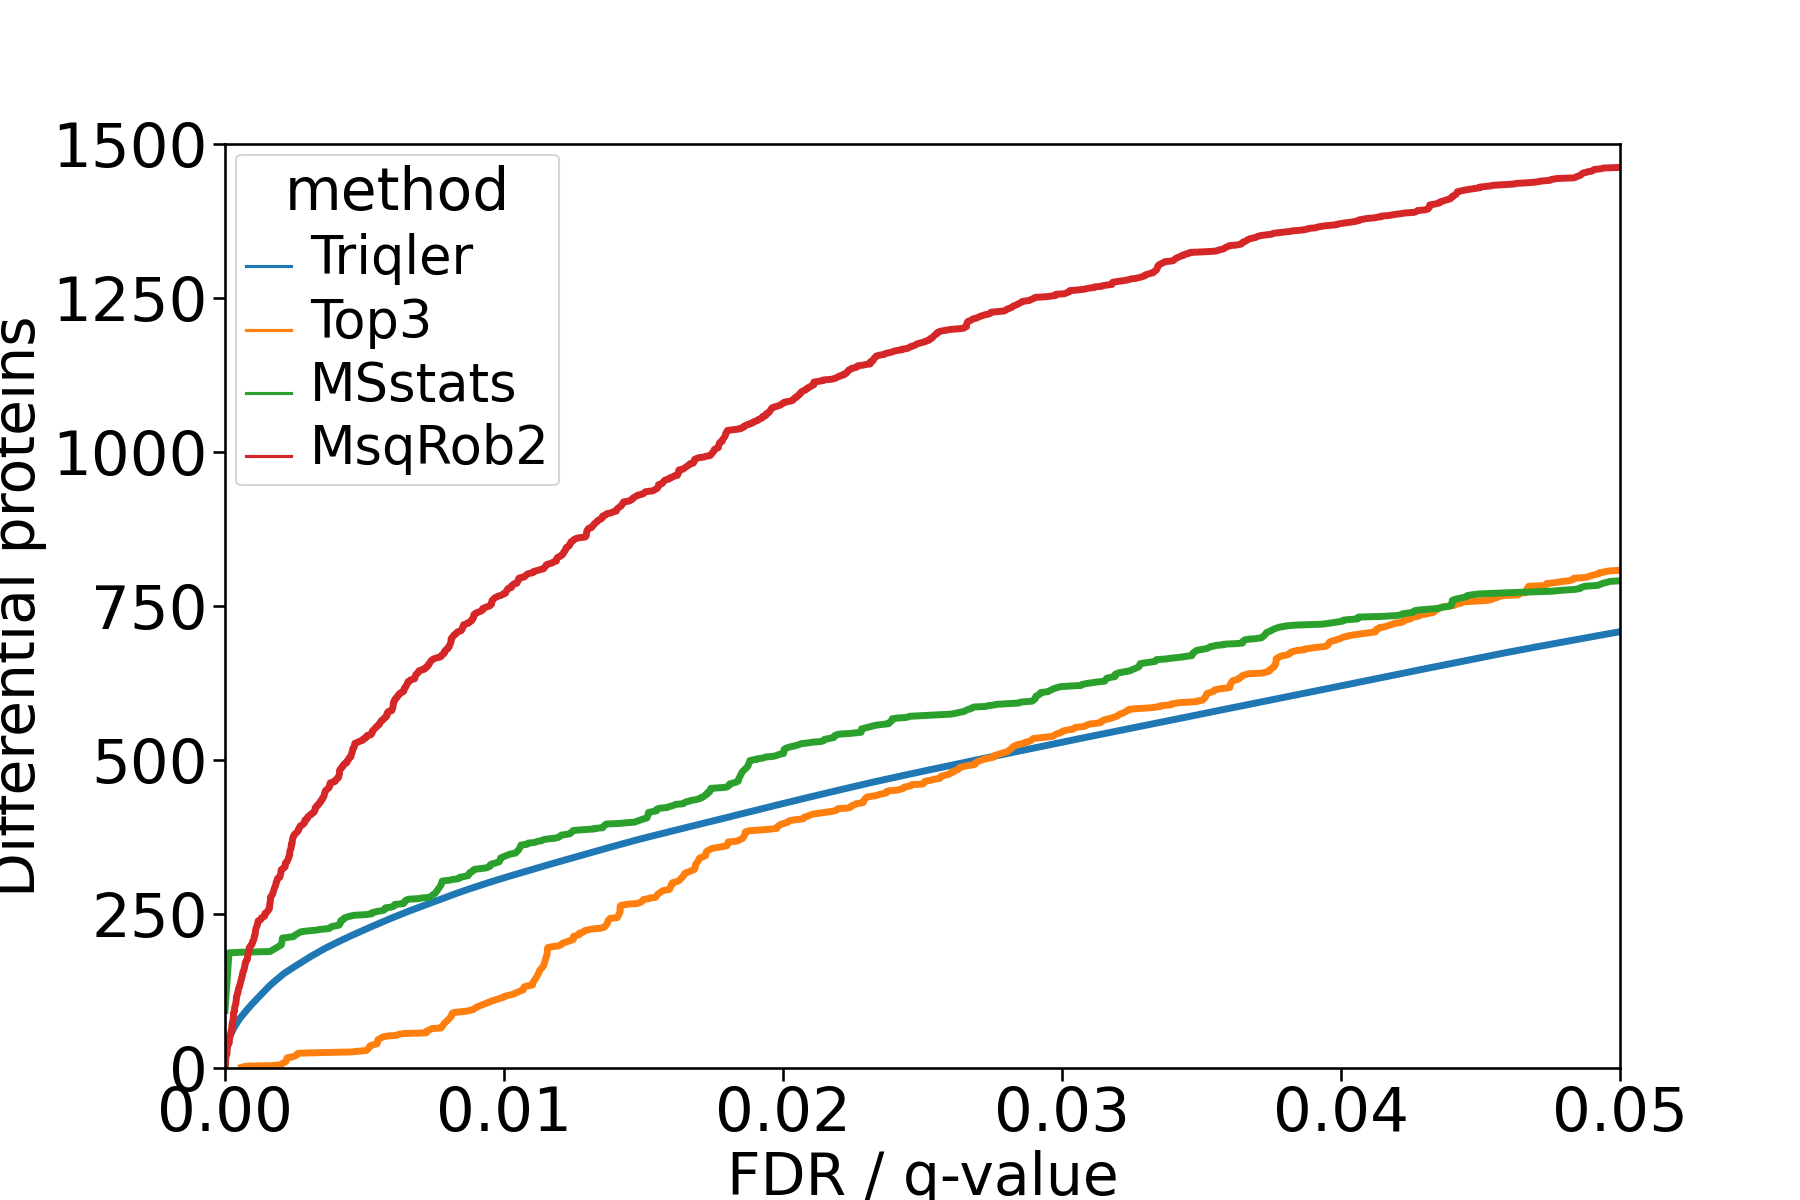 1500
1250
1000
750
500
250
0
Differential proteins
method
Triqler
Top3
MSstats
MsqRob2
0.00 0.01 0.02 0.03 0.04 0.05
FDR / q-value